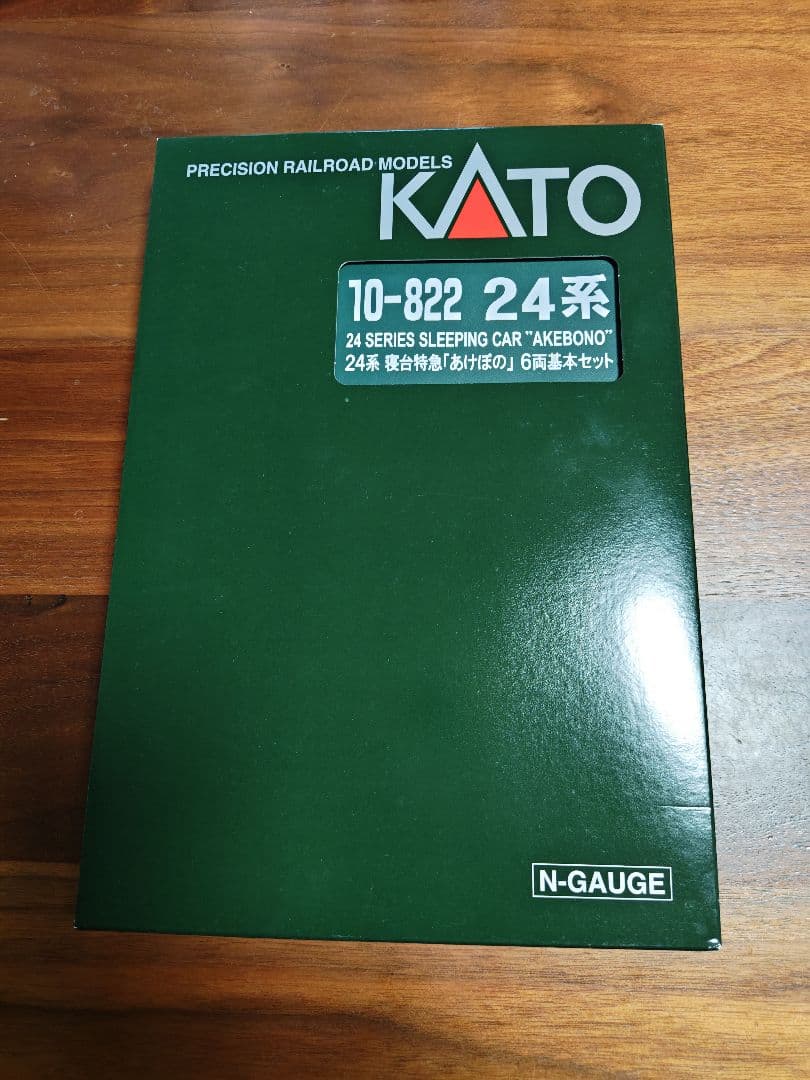 PRECISION RAILROAD MODELS
KATO
10-822 24系
24 SERIES SLEEPING CAR "AKEBONO"
24系 寝台特急「あけぼの」 6両基本セット
N-GAUGE